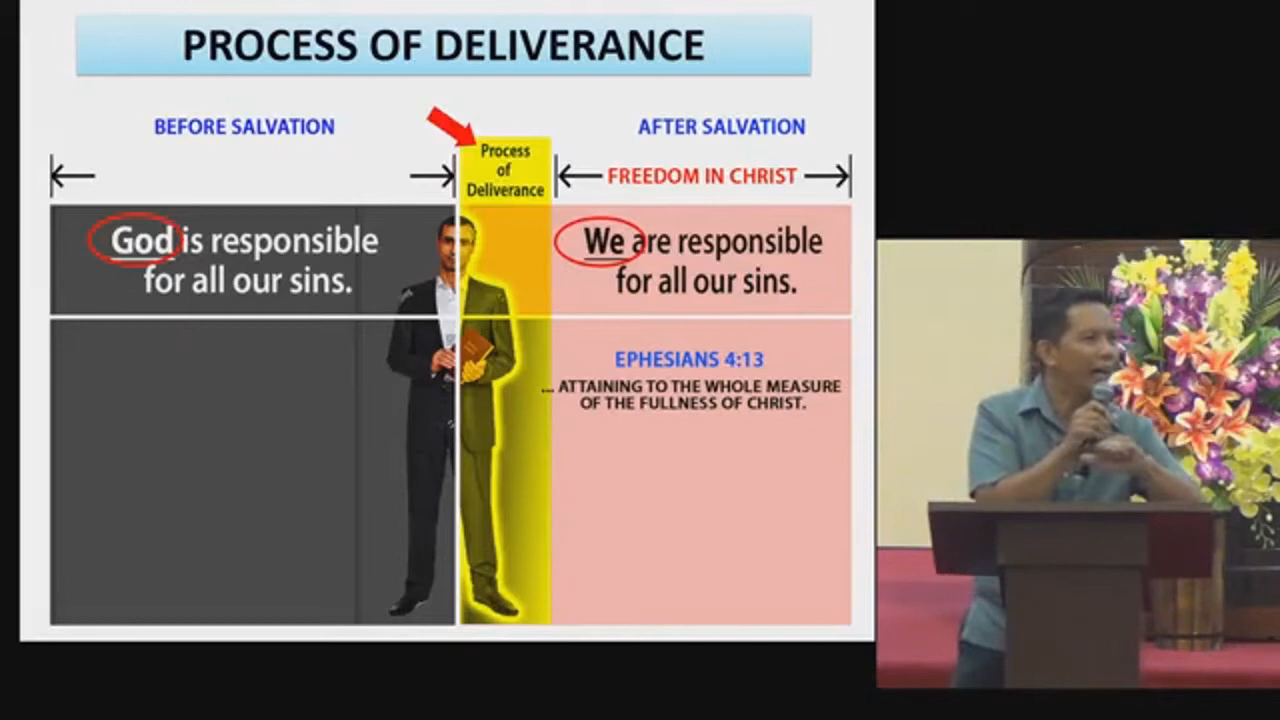 PROCESS OF DELIVERANCE
BEFORE SALVATION
AFTER SALVATION
Process
of
Deliverance
FREEDOM IN CHRIST
God is responsible
for all our sins.
We are responsible
for all our sins.
EPHESIANS 4:13
... ATTAINING TO THE WHOLE MEASURE
OF THE FULLNESS OF CHRIST.